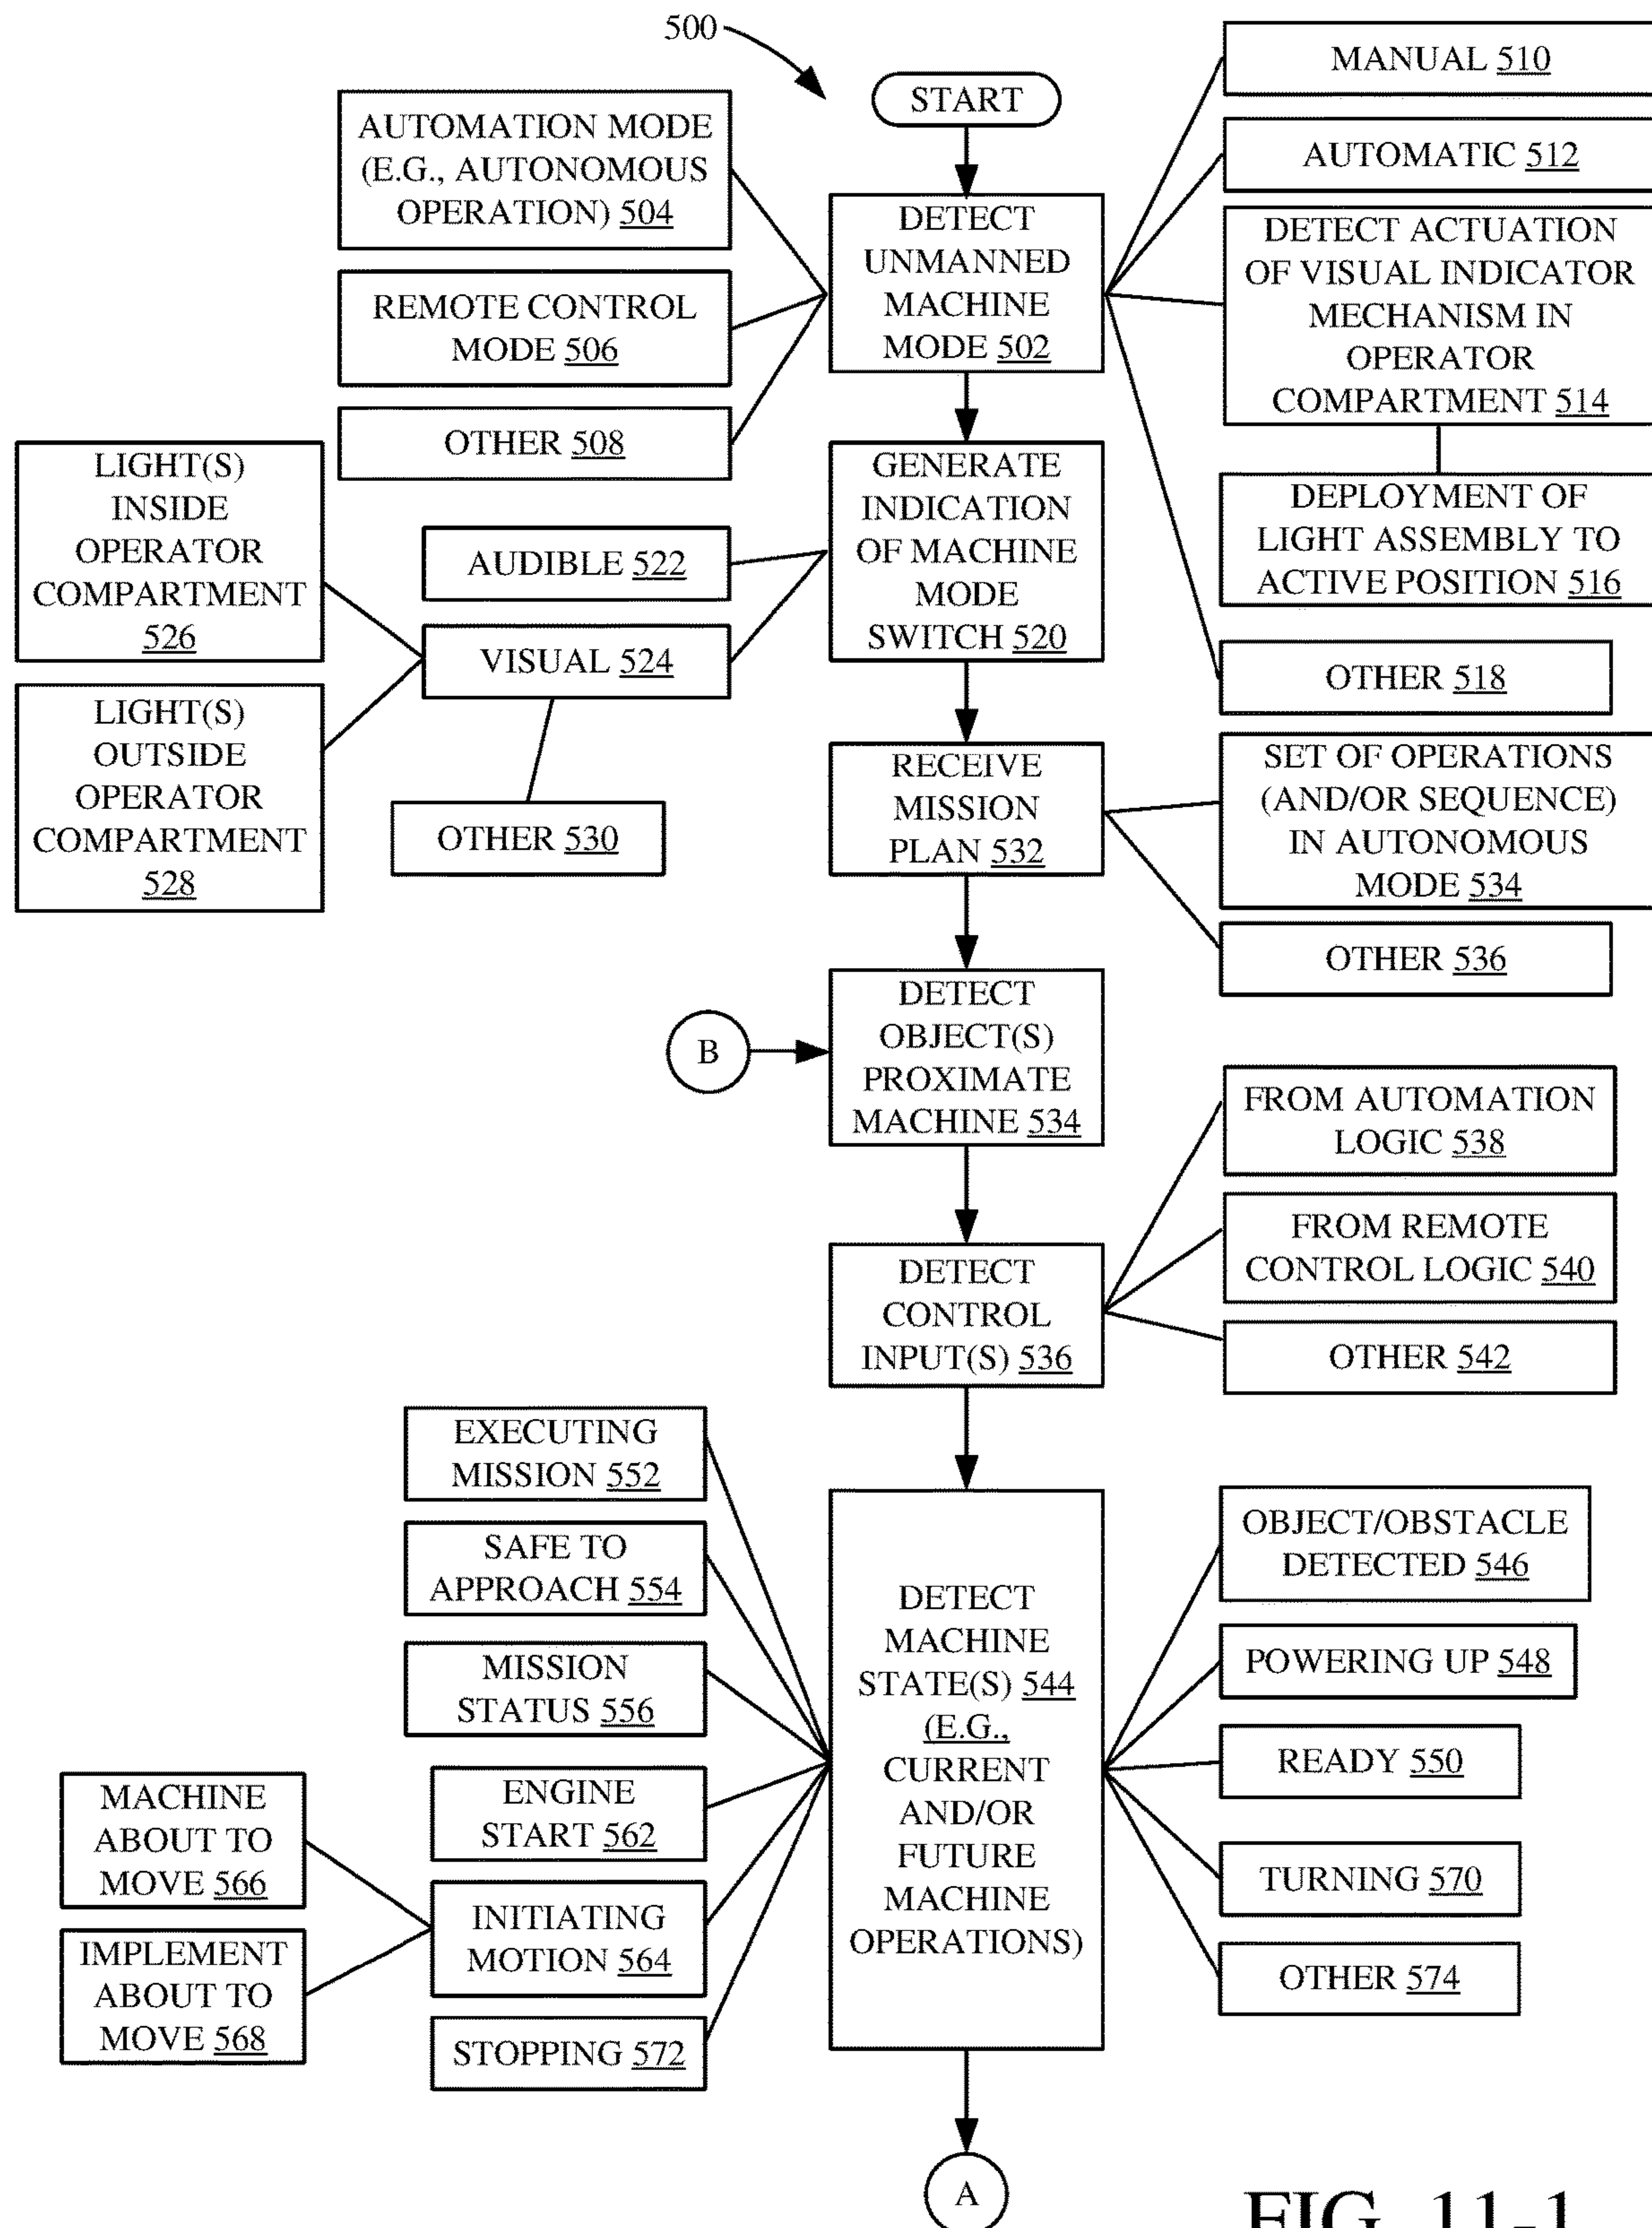 500
START
MANUAL 510
AUTOMATIC 512
AUTOMATION MODE
(E.G., AUTONOMOUS
OPERATION) 504
REMOTE CONTROL
MODE 506
OTHER 508
DETECT
UNMANNED
MACHINE
MODE 502
DETECT ACTUATION
OF VISUAL INDICATOR
MECHANISM IN
OPERATOR
COMPARTMENT 514
DEPLOYMENT OF
LIGHT ASSEMBLY TO
ACTIVE POSITION 516
OTHER 518
LIGHT(S)
INSIDE
OPERATOR
COMPARTMENT
526
LIGHT(S)
OUTSIDE
OPERATOR
COMPARTMENT
528
AUDIBLE 522
VISUAL 524
OTHER 530
GENERATE
INDICATION
OF MACHINE
MODE
SWITCH 520
RECEIVE
MISSION
PLAN 532
SET OF OPERATIONS
(AND/OR SEQUENCE)
IN AUTONOMOUS
MODE 534
OTHER 536
B
DETECT
OBJECT(S)
PROXIMATE
MACHINE 534
DETECT
CONTROL
INPUT(S) 536
FROM AUTOMATION
LOGIC 538
FROM REMOTE
CONTROL LOGIC 540
OTHER 542
EXECUTING
MISSION 552
SAFE TO
APPROACH 554
MISSION
STATUS 556
ENGINE
START 562
MACHINE
ABOUT TO
MOVE 566
IMPLEMENT
ABOUT TO
MOVE 568
INITIATING
MOTION 564
STOPPING 572
DETECT
MACHINE
STATE(S) 544
(E.G.,
CURRENT
AND/OR
FUTURE
MACHINE
OPERATIONS)
OBJECT/OBSTACLE
DETECTED 546
POWERING UP 548
READY 550
TURNING 570
OTHER 574
A
FIG. 11-1